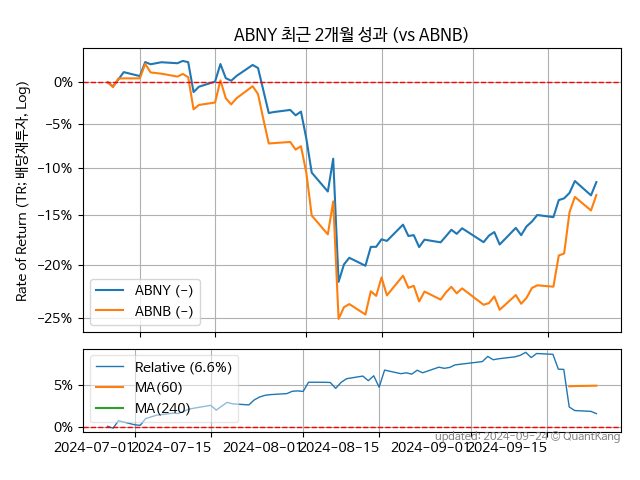 ABNY 최근 2개월 성과 (vs ABNB)
Rate of Return (TR; 배당재투자, Log)
0%
−5%
−10%
−15%
−20%
−25%
ABNY (-)
ABNB (-)
5%
0%
Relative (6.6%)
MA(60)
MA(240)
2024-07-01
2024-07-15
2024-08-01
2024-08-15
2024-09-01
2024-09-15
updated: 2024-09-24 © QuantKang